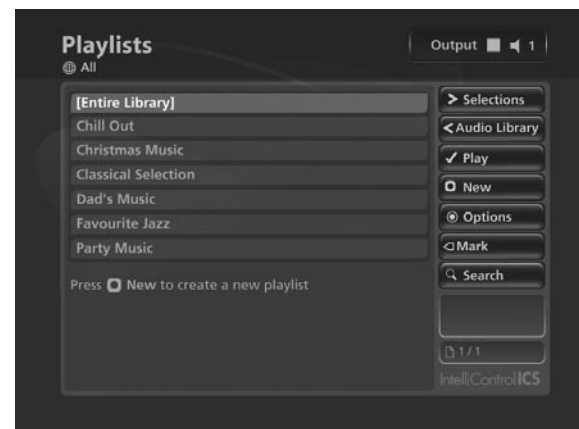 Playlists
All
Output 1
[Entire Library]
Chill Out
Christmas Music
Classical Selection
Dad's Music
Favourite Jazz
Party Music
Press New to create a new playlist
Selections
Audio Library
Play
New
Options
Mark
Search
1/1
IntelliControl ICS